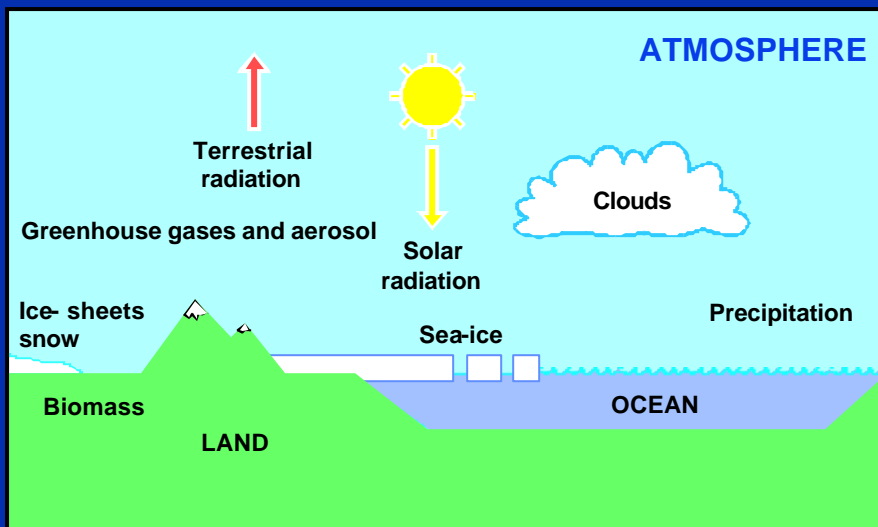 ATMOSPHERE
Terrestrial
radiation
Clouds
Greenhouse gases and aerosol
Solar
radiation
Ice- sheets
snow
Precipitation
Sea-ice
Biomass
OCEAN
LAND